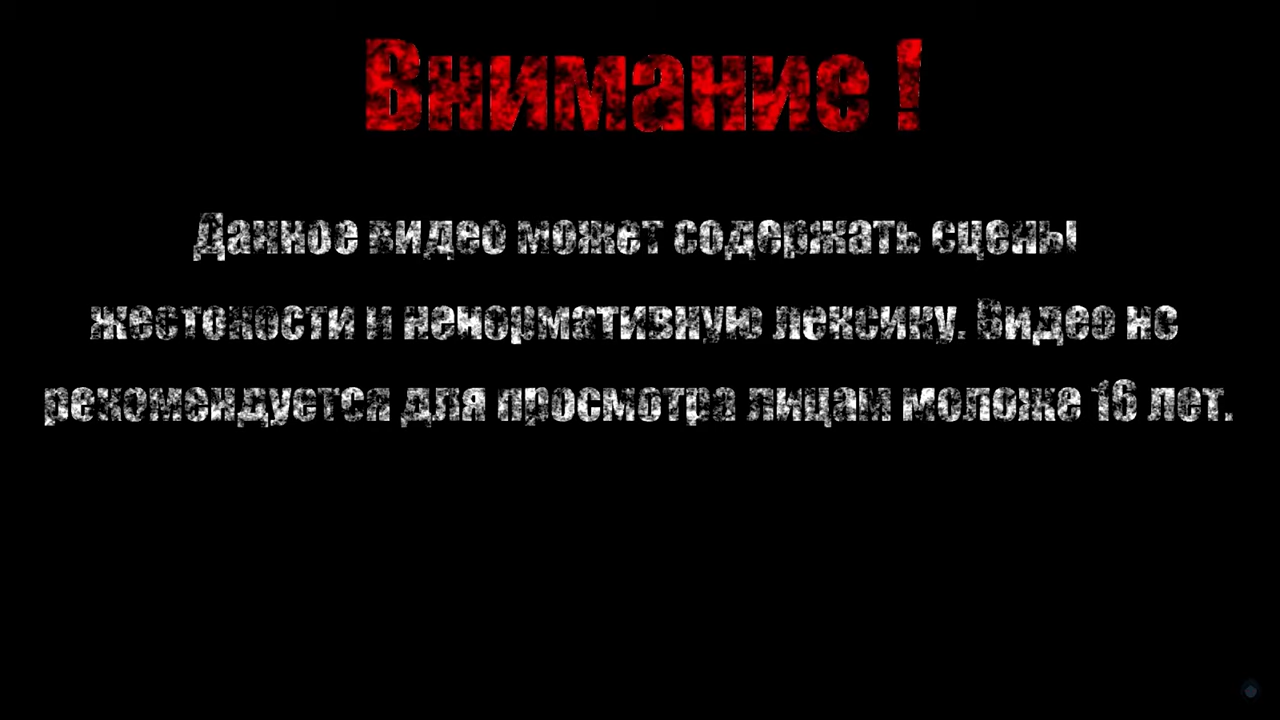 Внимание !
Данное видео может содержать сцены
жестокости и ненормативную лексику. Видео не
рекомендуется для просмотра лицам моложе 16 лет.